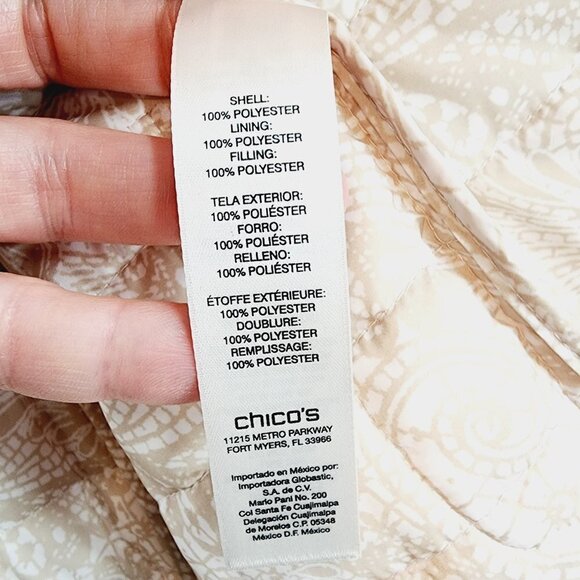 SHELL:
100% POLYESTER
LINING:
100% POLYESTER
FILLING:
100% POLYESTER
TELA EXTERIOR:
100% POLIÉSTER
FORRO:
100% POLIÉSTER
RELLENO:
100% POLIÉSTER
ÉTOFFE EXTÉRIEURE:
100% POLYESTER
DOUBLURE:
100% POLYESTER
REMPLISSAGE:
100% POLYESTER
chico's
11215 METRO PARKWAY
FORT MYERS, FL 33966
Importado en México por:
Importadora Globastic,
S.A. de C.V.
Mario Pani No. 200
Col Santa Fe Cuajimalpa
Delegación Cuajimalpa
de Morelos C.P. 05348
México D.F. México